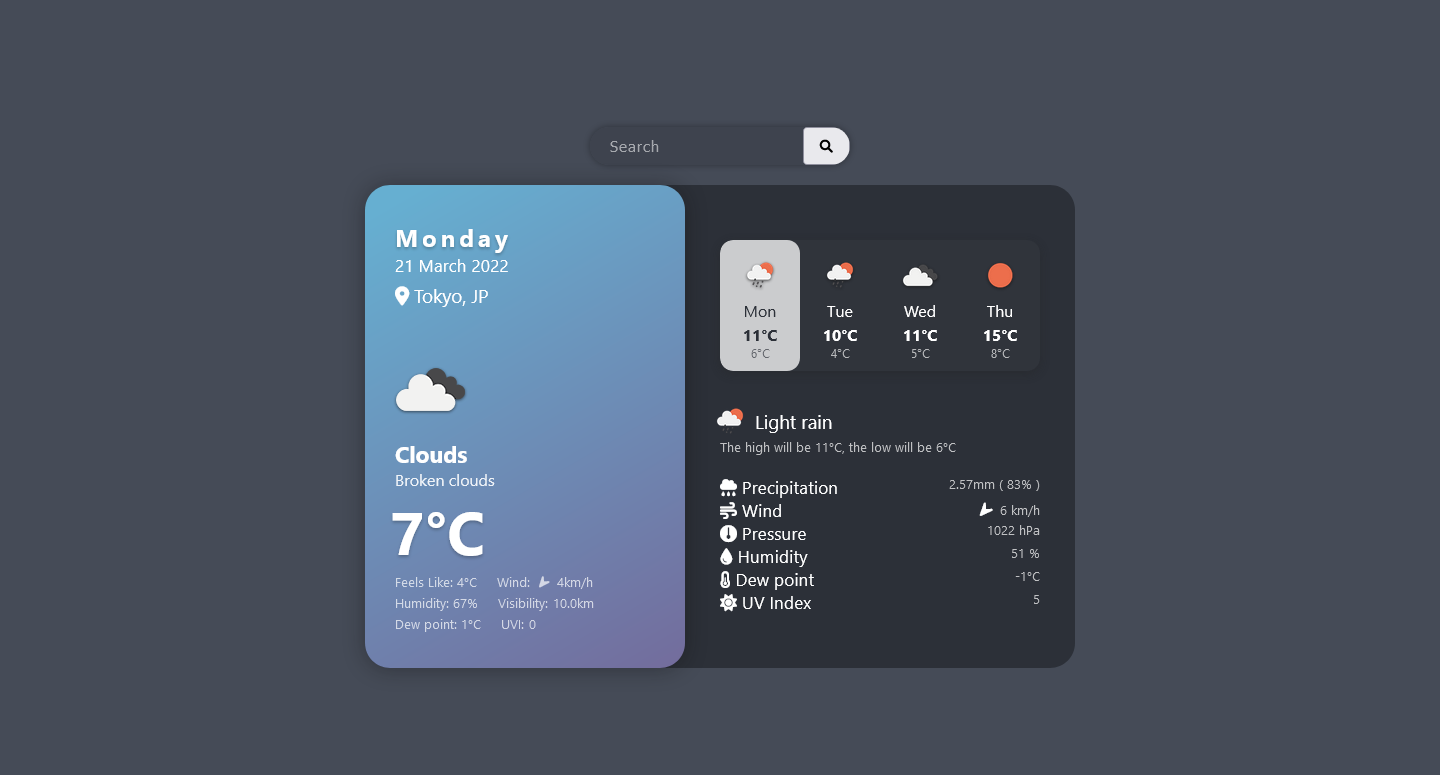 Search
Monday
21 March 2022
Tokyo, JP
Clouds
Broken clouds
7°C
Feels Like: 4°C Wind: 4km/h
Humidity: 67% Visibility: 10.0km
Dew point: 1°C UVI: 0
Mon Tue Wed Thu
11°C 10°C 11°C 15°C
6°C 4°C 5°C 8°C
Light rain
The high will be 11°C, the low will be 6°C
Precipitation 2.57mm ( 83% )
Wind 6 km/h
Pressure 1022 hPa
Humidity 51 %
Dew point -1°C
UV Index 5